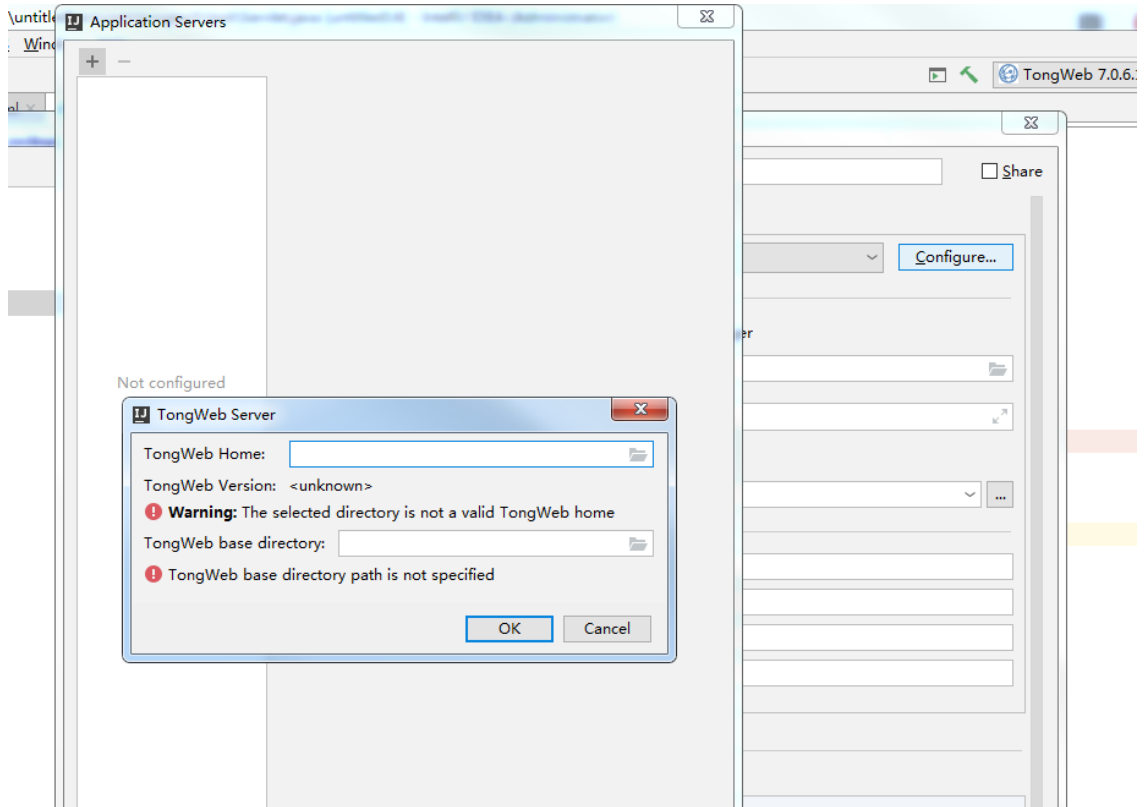 \untitle
Application Servers
Wind
TongWeb 7.0.6.1
Share
Configure...
er
Not configured
TongWeb Server
TongWeb Home:
TongWeb Version: <unknown>
Warning: The selected directory is not a valid TongWeb home
TongWeb base directory:
...
TongWeb base directory path is not specified
OK
Cancel